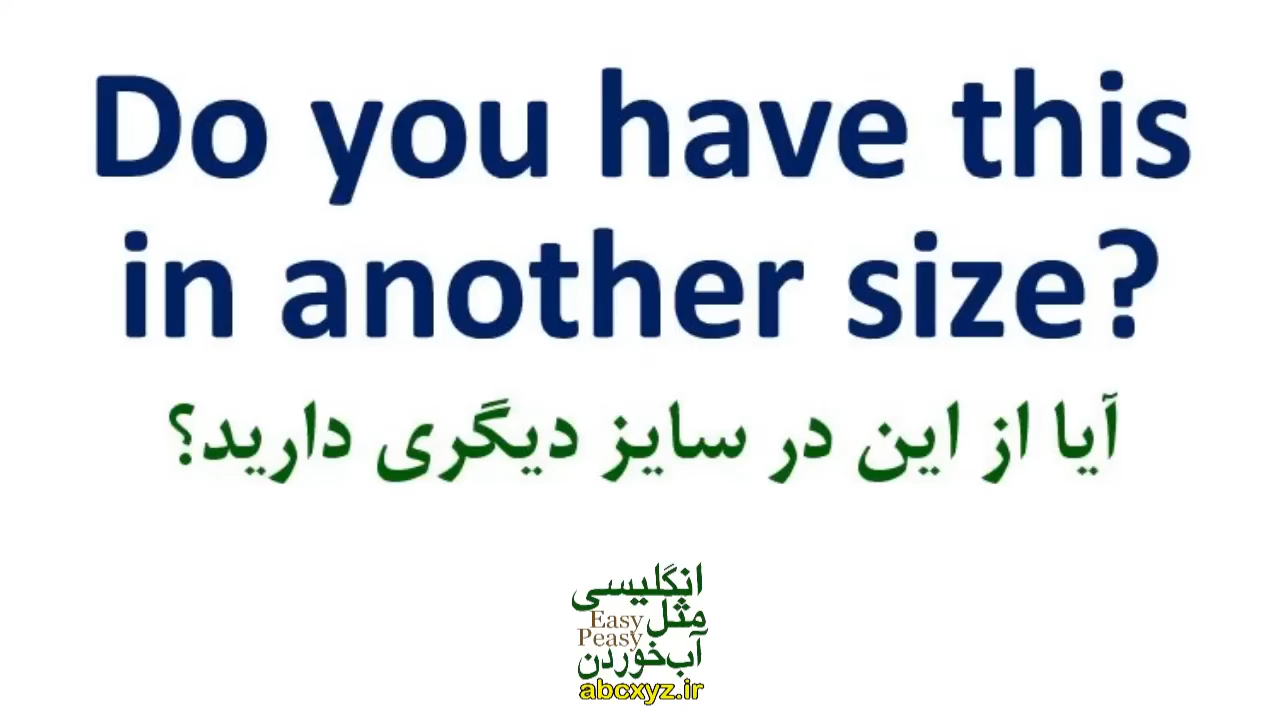 Do you have this
in another size?
آیا از این در سایز دیگری دارید؟
انگلیسی
مثل
Easy
Peasy
آب‌خوردن
abcxyz.ir